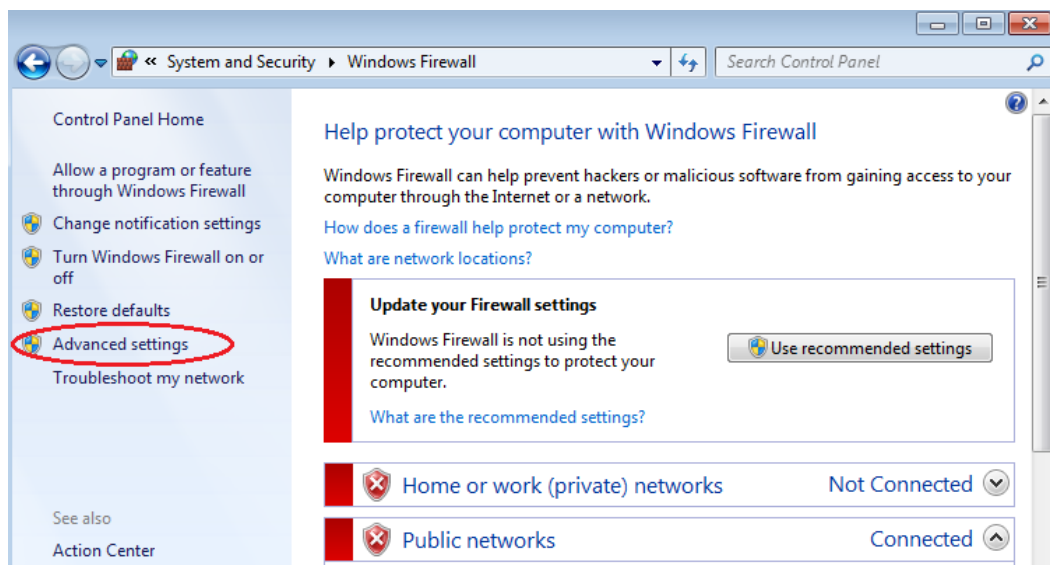 « System and Security ▸ Windows Firewall
Search Control Panel
Control Panel Home
Allow a program or feature
through Windows Firewall
Change notification settings
Turn Windows Firewall on or
off
Restore defaults
Advanced settings
Troubleshoot my network
See also
Action Center
Help protect your computer with Windows Firewall
Windows Firewall can help prevent hackers or malicious software from gaining access to your
computer through the Internet or a network.
How does a firewall help protect my computer?
What are network locations?
Update your Firewall settings
Windows Firewall is not using the
recommended settings to protect your
computer.
Use recommended settings
What are the recommended settings?
Home or work (private) networks Not Connected
Public networks Connected